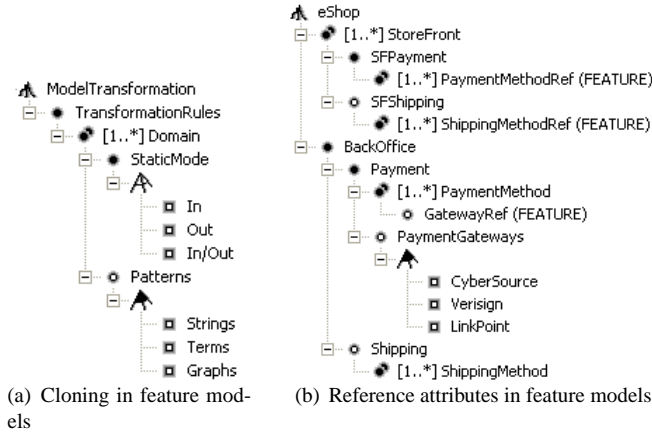 ModelTransformation
TransformationRules
[1..*] Domain
StaticMode
In
Out
In/Out
Patterns
Strings
Terms
Graphs
(a) Cloning in feature mod-
els
eShop
[1..*] StoreFront
SFPayment
[1..*] PaymentMethodRef (FEATURE)
SFShipping
[1..*] ShippingMethodRef (FEATURE)
BackOffice
Payment
[1..*] PaymentMethod
GatewayRef (FEATURE)
PaymentGateways
CyberSource
Verisign
LinkPoint
Shipping
[1..*] ShippingMethod
(b) Reference attributes in feature models